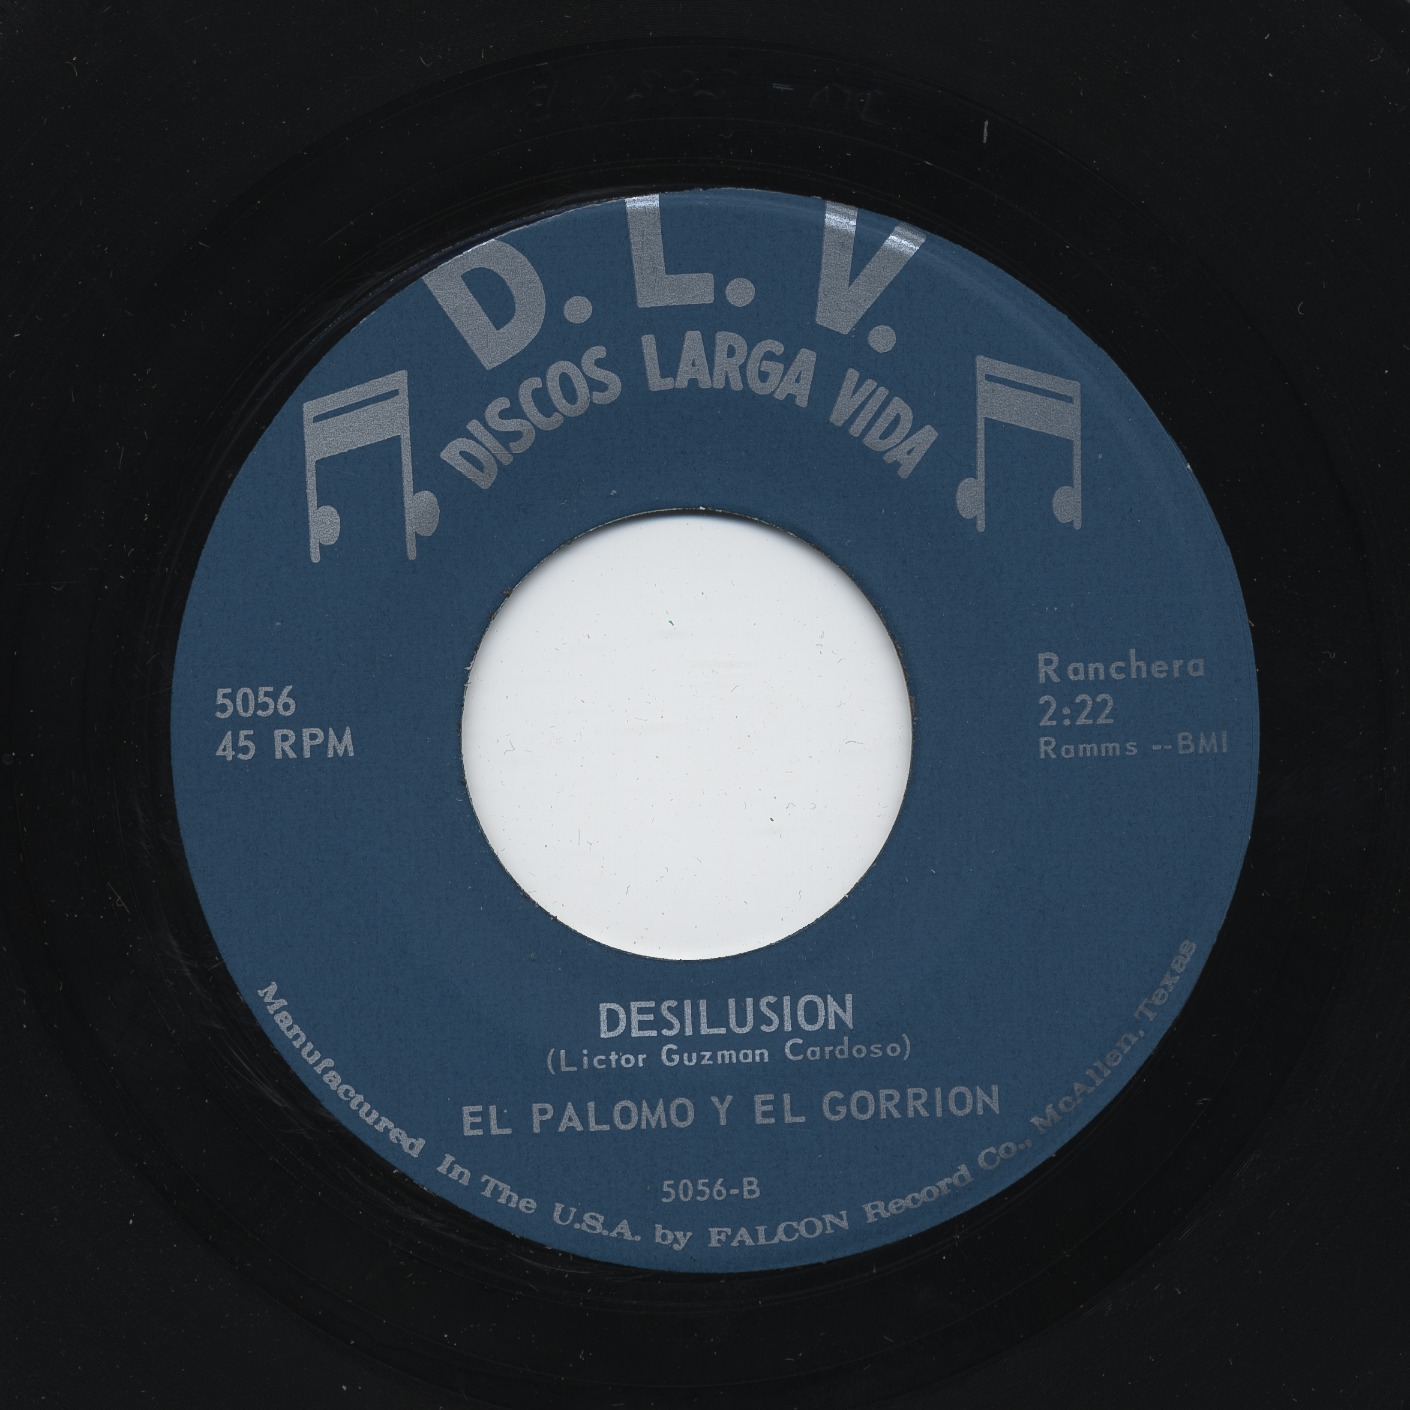 D. L. V.
DISCOS LARGA VIDA
5056
45 RPM
Ranchera
2:22
Ramms --BMI
DESILUSION
(Lictor Guzman Cardoso)
EL PALOMO Y EL GORRION
5056-B
Manufactured In The U.S.A. by FALCON Record Co., McAllen, Texas